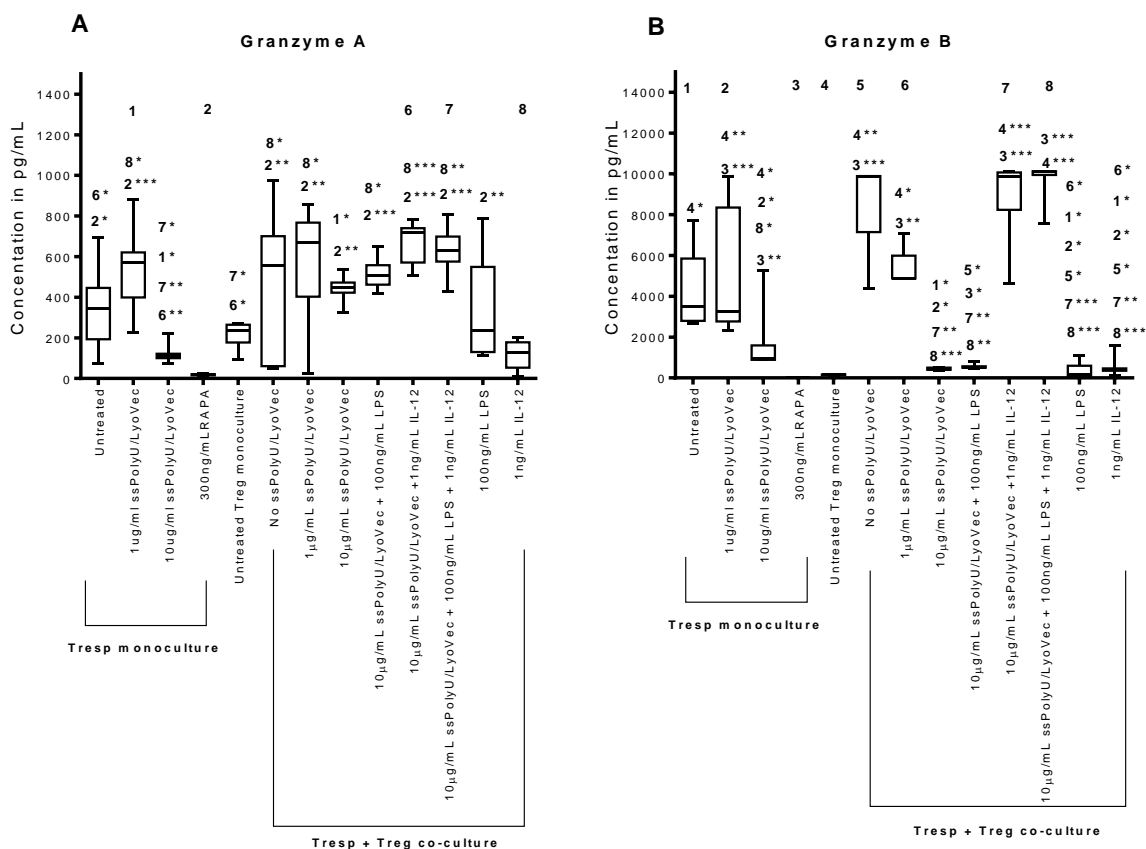 A
Granzyme A
Concentation in pg/mL
1400
1200
1000
800
600
400
200
0
1
2
6
7
8
6*
2*
8*
2***
7*
1*
7**
6**
7*
6*
8*
2**
8*
2**
1*
2**
8*
2***
8***
2***
8**
2***
2**
Untreated
1ug/ml ssPolyU/LyoVec
10ug/ml ssPolyU/LyoVec
300ng/mLRAPA
Untreated Treg monoculture
No ssPolyU/LyoVec
1µg/mL ssPolyU/LyoVec
10µg/mL ssPolyU/LyoVec
10µg/mL ssPolyU/LyoVec + 100ng/mL LPS
10µg/mL ssPolyU/LyoVec +1ng/mL IL-12
10µg/mL ssPolyU/LyoVec + 100ng/mL LPS + 1ng/mL IL-12
100ng/mL LPS
1ng/mL IL-12
Tresp monoculture
Tresp + Treg co-culture
B
Granzyme B
Concentration in pg/mL
14000
12000
10000
8000
6000
4000
2000
0
1
2
3
4
5
6
7
8
4*
4**
3***
4*
2*
8*
3**
4**
3***
4*
3**
1*
2*
7**
8***
5*
3*
7**
8**
4***
3***
3***
4***
6*
1*
2*
5*
7***
8***
6*
1*
2*
5*
7**
8***
Untreated
1ug/ml ssPolyU/LyoVec
10ug/ml ssPolyU/LyoVec
300ng/mLRAPA
Untreated Treg monoculture
No ssPolyU/LyoVec
1µg/mL ssPolyU/LyoVec
10µg/mL ssPolyU/LyoVec
10µg/mL ssPolyU/LyoVec + 100ng/mL LPS
10µg/mL ssPolyU/LyoVec +1ng/mL IL-12
10µg/mL ssPolyU/LyoVec + 100ng/mL LPS + 1ng/mL IL-12
100ng/mL LPS
1ng/mL IL-12
Tresp monoculture
Tresp + Treg co-culture